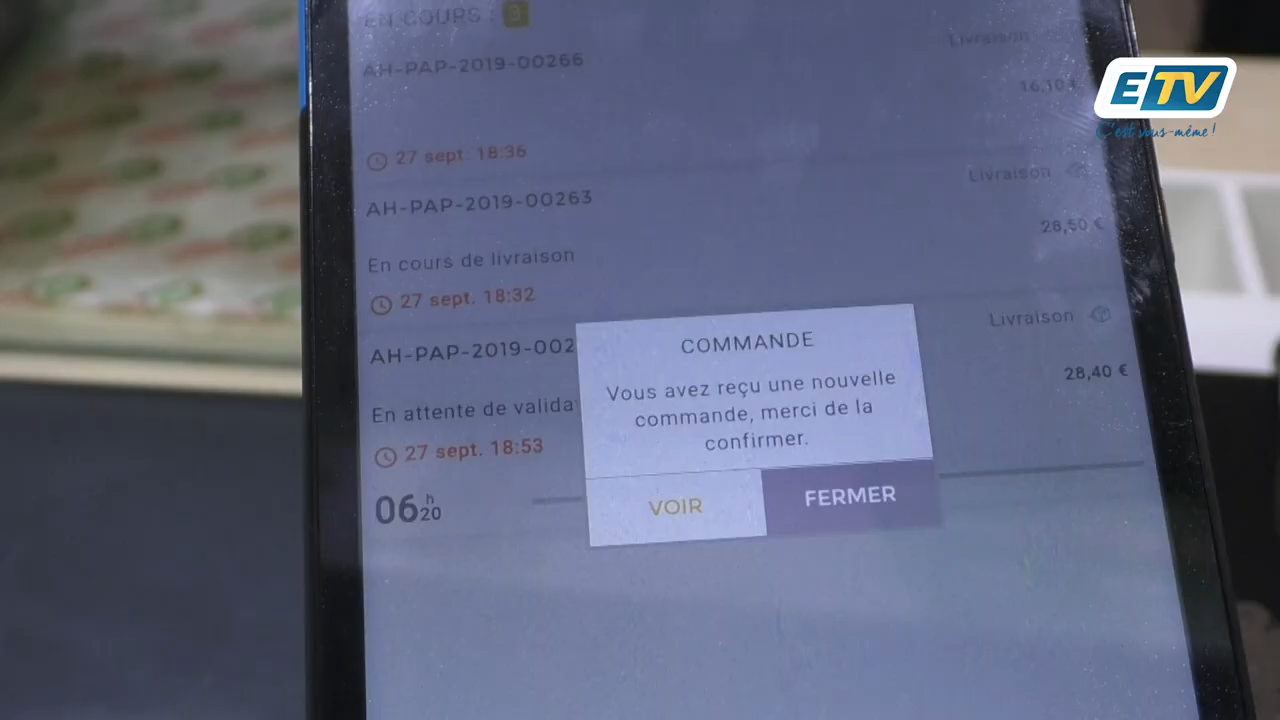 EN COURS : 3
AH-PAP-2019-00266
Livraison
16,10 €
27 sept. 18:36
AH-PAP-2019-00263
Livraison
28,50 €
En cours de livraison
27 sept. 18:32
AH-PAP-2019-002
Livraison
28,40 €
En attente de valida
27 sept. 18:53
06 h 20
COMMANDE
Vous avez reçu une nouvelle
commande, merci de la
confirmer.
VOIR
FERMER
ETV
C'est vous-même !